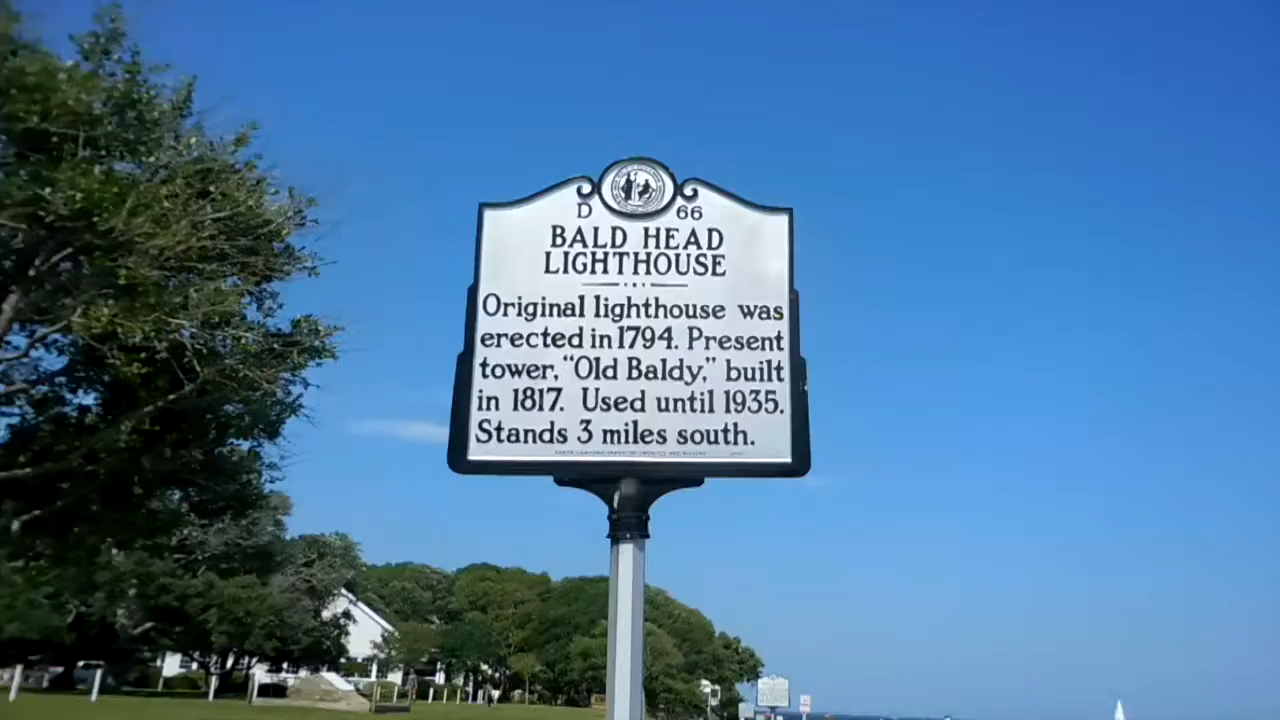 D 66
BALD HEAD
LIGHTHOUSE
Original lighthouse was
erected in 1794. Present
tower, “Old Baldy,” built
in 1817. Used until 1935.
Stands 3 miles south.